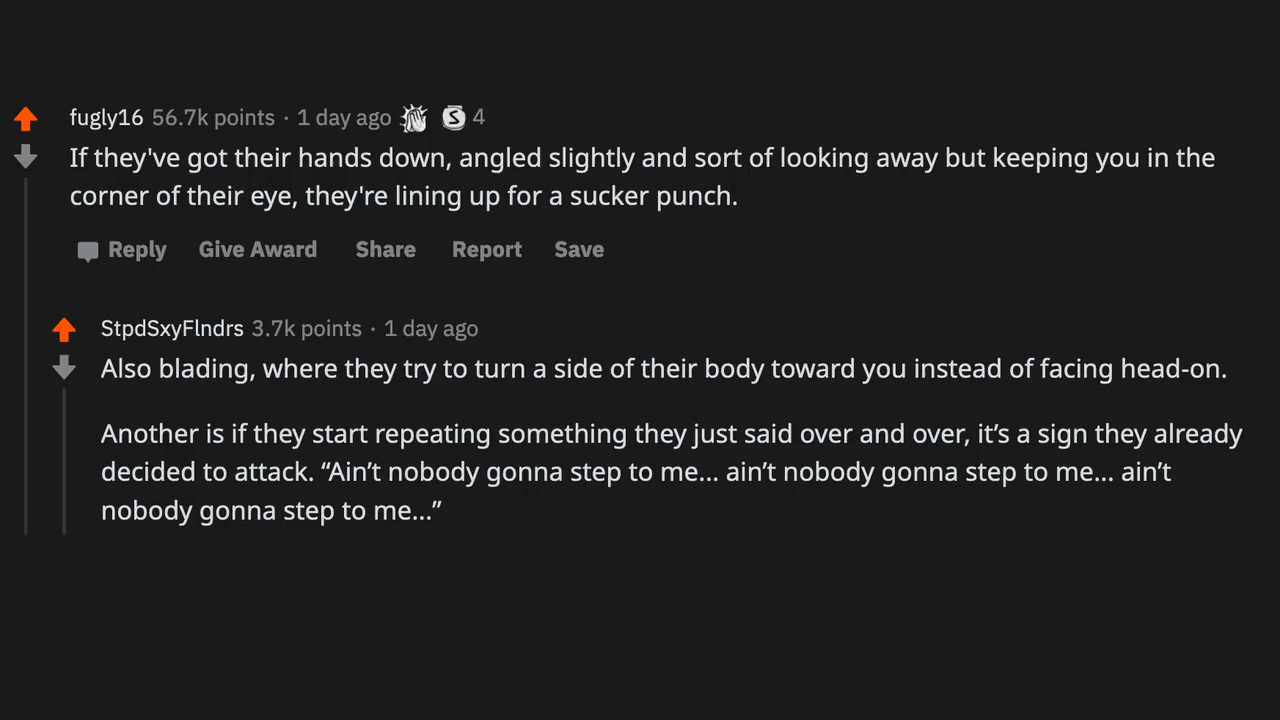 fugly16 56.7k points · 1 day ago S 4
If they've got their hands down, angled slightly and sort of looking away but keeping you in the
corner of their eye, they're lining up for a sucker punch.
Reply Give Award Share Report Save
StpdSxyFlndrs 3.7k points · 1 day ago
Also blading, where they try to turn a side of their body toward you instead of facing head-on.
Another is if they start repeating something they just said over and over, it’s a sign they already
decided to attack. “Ain’t nobody gonna step to me... ain’t nobody gonna step to me... ain’t
nobody gonna step to me...”